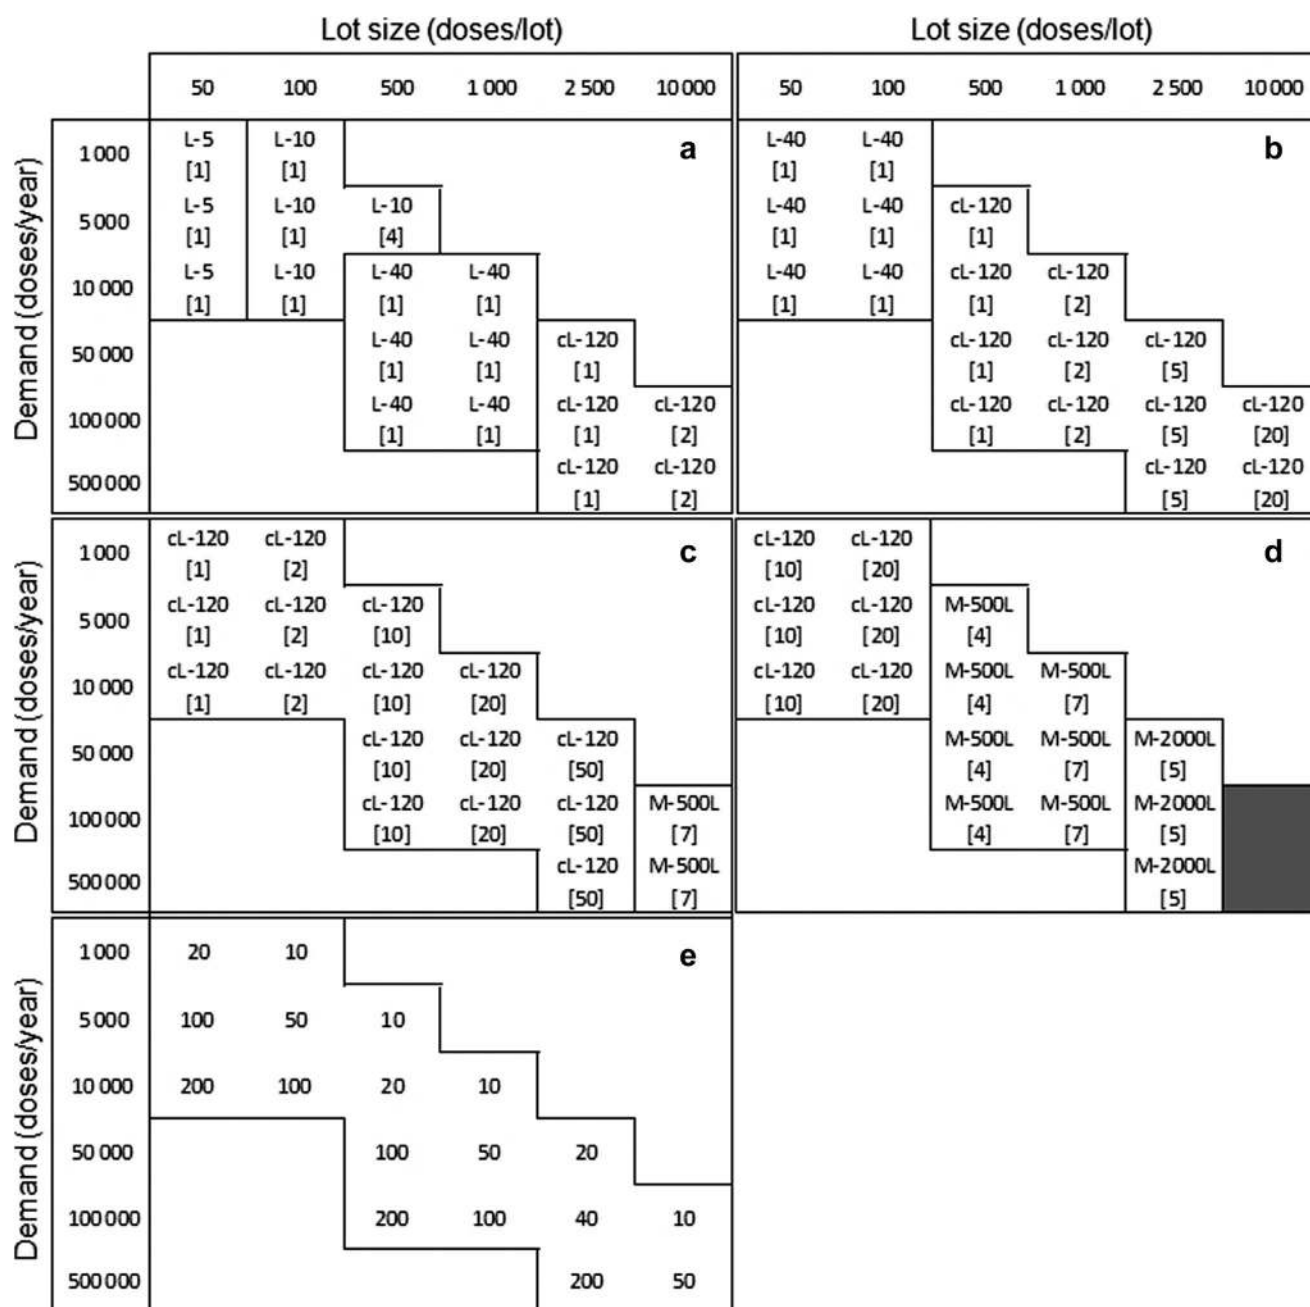 Lot size (doses/lot) Lot size (doses/lot)
50 100 500 1 000 2 500 10 000 50 100 500 1 000 2 500 10 000
Demand (doses/year)
a b
1 000 L-5 L-10 L-40 L-40
[1] [1] [1] [1]
5 000 L-5 L-10 L-10 L-40 L-40 cL-120
[1] [1] [4] [1] [1] [1]
10 000 L-5 L-10 L-40 L-40 L-40 L-40 cL-120 cL-120
[1] [1] [1] [1] [1] [1] [1] [2]
50 000 L-40 L-40 cL-120 cL-120 cL-120 cL-120
[1] [1] [1] [1] [2] [5]
100 000 L-40 L-40 cL-120 cL-120 cL-120 cL-120 cL-120 cL-120
[1] [1] [1] [2] [1] [2] [5] [20]
500 000 cL-120 cL-120 cL-120 cL-120
[1] [2] [5] [20]
Demand (doses/year)
c d
1 000 cL-120 cL-120 cL-120 cL-120
[1] [2] [10] [20]
5 000 cL-120 cL-120 cL-120 cL-120 cL-120 M-500L
[1] [2] [10] [10] [20] [4]
10 000 cL-120 cL-120 cL-120 cL-120 cL-120 cL-120 M-500L M-500L
[1] [2] [10] [20] [10] [20] [4] [7]
50 000 cL-120 cL-120 cL-120 M-500L M-500L M-2000L
[10] [20] [50] [4] [7] [5]
100 000 cL-120 cL-120 cL-120 M-500L M-500L M-500L M-2000L
[10] [20] [50] [7] [4] [7] [5]
500 000 cL-120 M-500L M-2000L
[50] [7] [5]
Demand (doses/year)
e
1 000 20 10
5 000 100 50 10
10 000 200 100 20 10
50 000 100 50 20
100 000 200 100 40 10
500 000 200 50